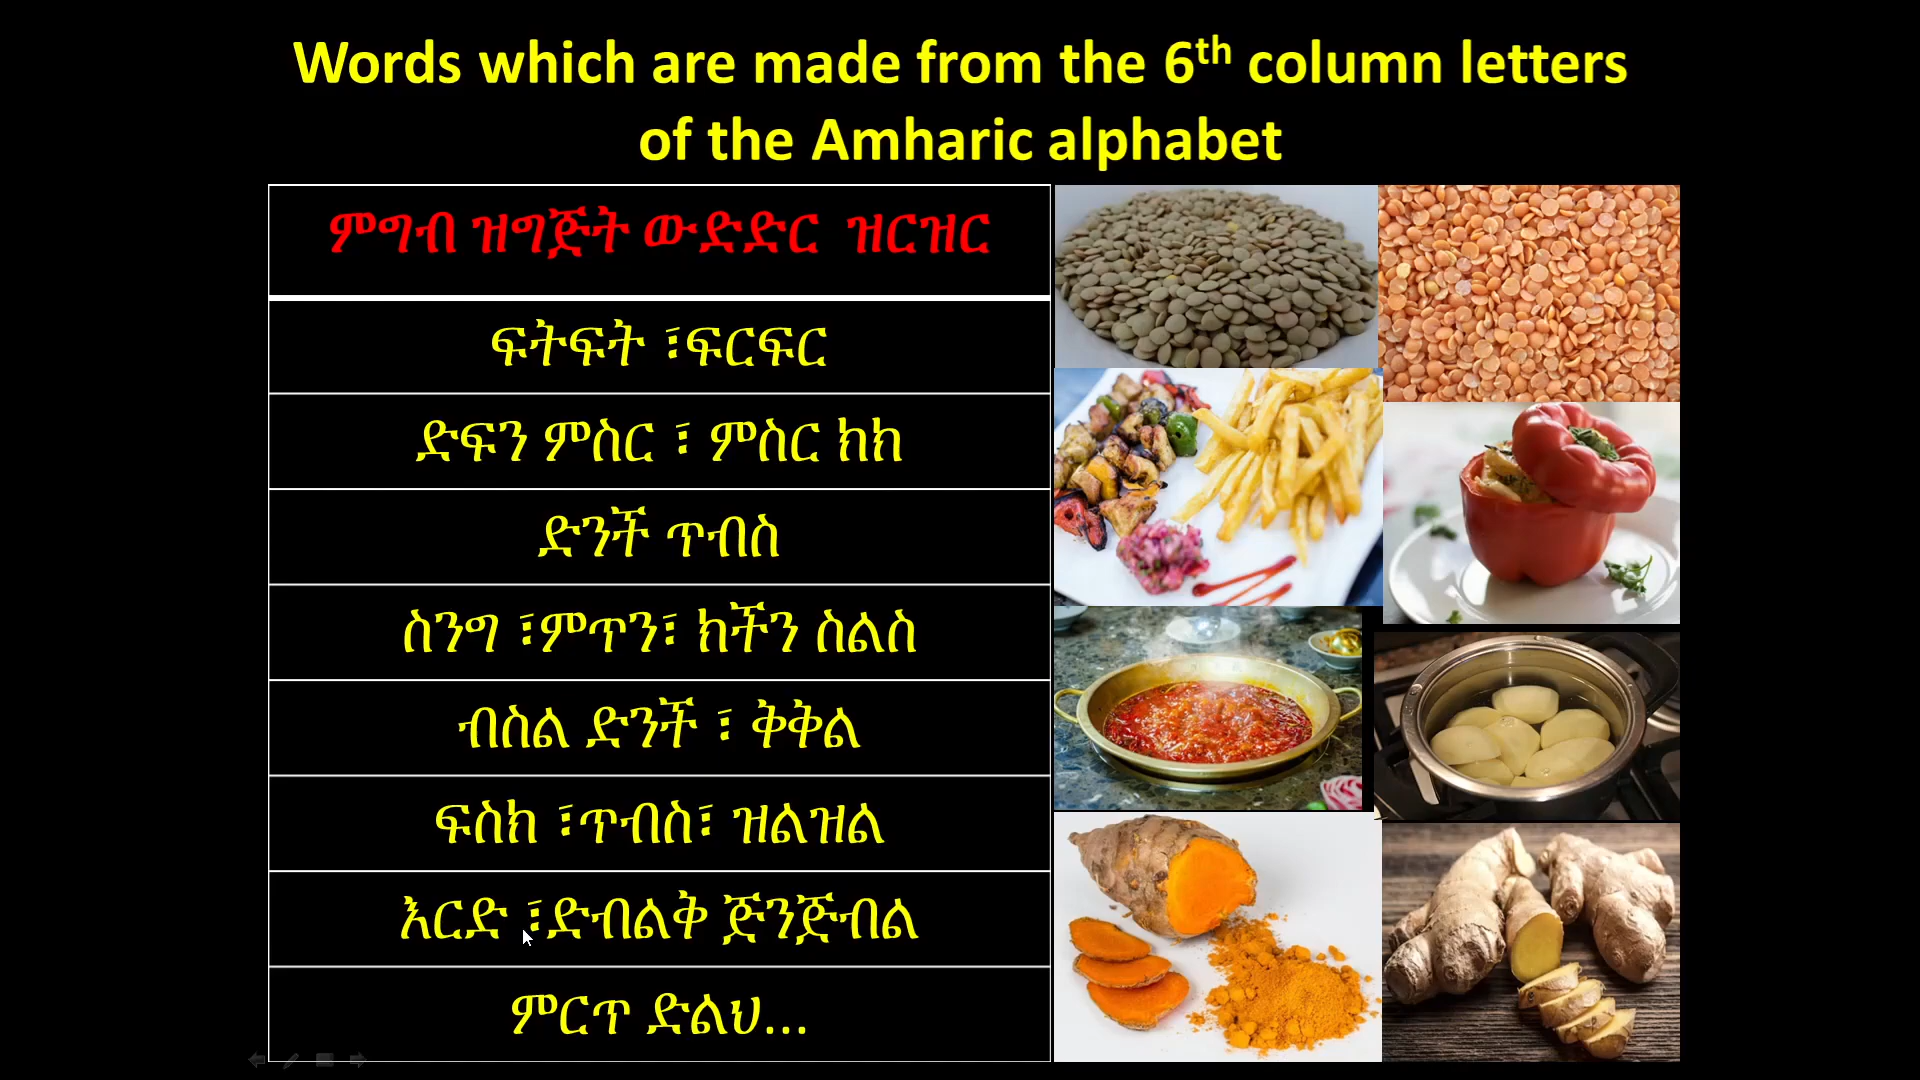 Words which are made from the 6th column letters
of the Amharic alphabet
ምግብ ዝግጅት ውድድር ዝርዝር
ፍትፍት ፣ፍርፍር
ድፍን ምስር ፣ ምስር ክክ
ድንች ጥብስ
ስንግ ፣ምጥን፣ ክችን ስልስ
ብስል ድንች ፣ ቅቅል
ፍስክ ፣ጥብስ፣ ዝልዝል
እርድ ፣ድብልቅ ጅንጅብል
ምርጥ ድልህ...